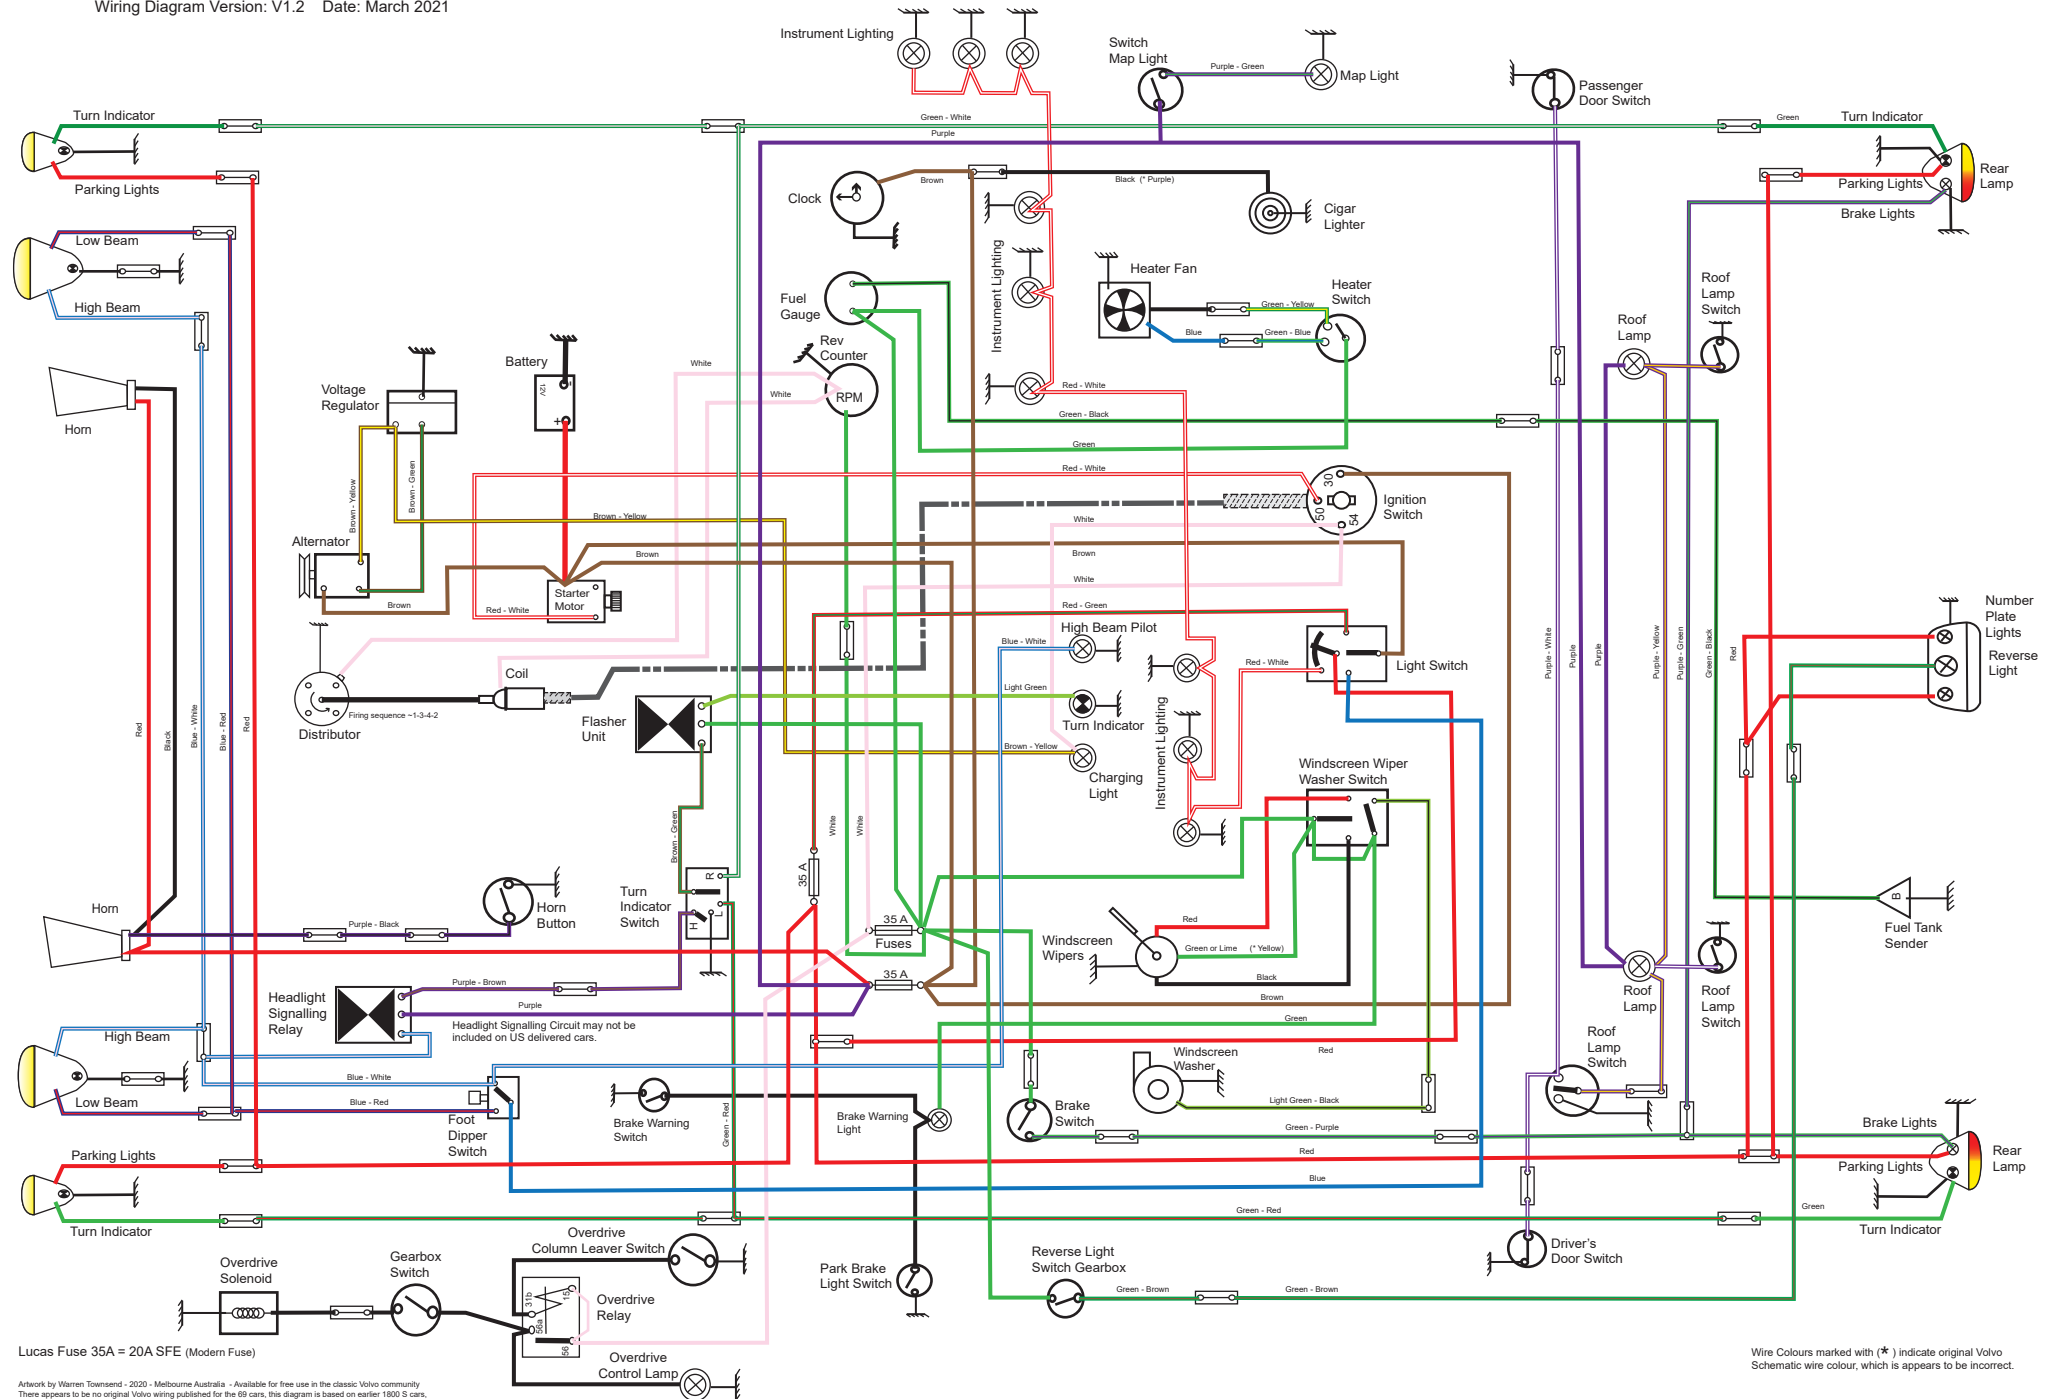 Wiring Diagram Version: V1.2    Date: March 2021
Instrument Lighting
Switch
Map Light
Purple - Green
Map Light
Passenger
Door Switch
Turn Indicator
Green - White
Purple
Green
Turn Indicator
Parking Lights
Clock
Brown
Black (* Purple)
Cigar
Lighter
Parking Lights
Brake Lights
Rear
Lamp
Low Beam
High Beam
Fuel
Gauge
Instrument Lighting
Heater Fan
Green - Yellow
Blue
Green - Blue
Heater
Switch
Roof
Lamp
Roof
Lamp
Switch
Rev
Counter
RPM
White
White
Battery
12V
-
+
Voltage
Regulator
Horn
Red - White
Green - Black
Green
Red - White
Ignition
Switch
30
50
54
Brown - Yellow
Brown - Green
Brown - Yellow
White
Alternator
Brown
Brown
White
Brown
Starter
Motor
Red - White
Red - Green
High Beam Pilot
Blue - White
Light Switch
Red - White
Number
Plate
Lights
Reverse
Light
Purple - White
Purple
Purple
Purple - Yellow
Purple - Green
Green - Black
Red
Coil
Firing sequence ~1-3-4-2
Distributor
Flasher
Unit
Light Green
Turn Indicator
Brown - Yellow
Charging
Light
Instrument Lighting
Windscreen Wiper
Washer Switch
Red
Black
Blue - White
Blue - Red
Red
Brown - Green
White
White
35 A
Horn
Horn
Button
Purple - Black
Turn
Indicator
Switch
R
L
H
35 A
Fuses
35 A
Windscreen
Wipers
Red
Green or Lime (* Yellow)
Black
Brown
Green
B
Fuel Tank
Sender
Roof
Lamp
Roof
Lamp
Switch
Headlight
Signalling
Relay
Purple - Brown
Purple
Headlight Signalling Circuit may not be
included on US delivered cars.
High Beam
Low Beam
Blue - White
Blue - Red
Foot
Dipper
Switch
Brake Warning
Switch
Green - Red
Brake Warning
Light
Red
Windscreen
Washer
Light Green - Black
Brake
Switch
Green - Purple
Roof
Lamp
Switch
Brake Lights
Parking Lights
Rear
Lamp
Parking Lights
Red
Blue
Turn Indicator
Green - Red
Green
Turn Indicator
Overdrive
Solenoid
Gearbox
Switch
Overdrive
Column Leaver Switch
Overdrive
Relay
31b
15
56a
56
Overdrive
Control Lamp
Park Brake
Light Switch
Reverse Light
Switch Gearbox
Green - Brown
Green - Brown
Driver's
Door Switch
Lucas Fuse 35A = 20A SFE (Modern Fuse)
Wire Colours marked with (*) indicate original Volvo
Schematic wire colour, which is appears to be incorrect.
Artwork by Warren Townsend - 2020 - Melbourne Australia - Available for free use in the classic Volvo community
There appears to be no original Volvo wiring published for the 69 cars, this diagram is based on earlier 1800 S cars,